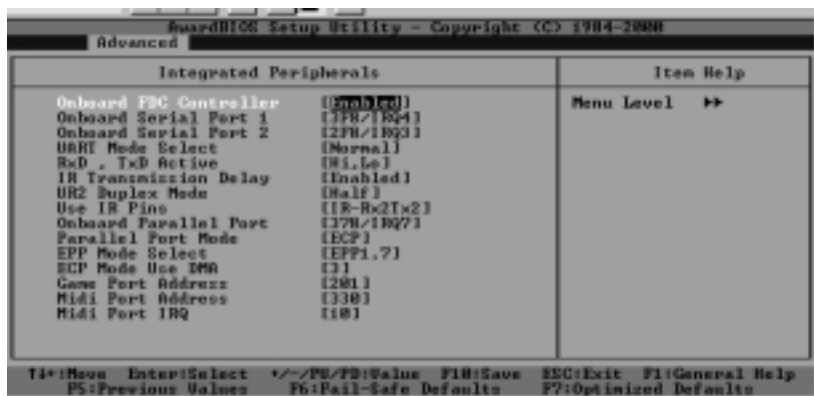 AwardBIOS Setup Utility - Copyright (C) 1984-2000
Advanced
Integrated Peripherals
Item Help
Onboard FDC Controller [Enabled]
Menu Level ▶▶
Onboard Serial Port 1 [3F8/IRQ4]
Onboard Serial Port 2 [2F8/IRQ3]
UART Mode Select [Normal]
RxD , TxD Active [Hi,Lo]
IR Transmission Delay [Enabled]
UR2 Duplex Mode [Half]
Use IR Pins [IR-Rx2Tx2]
Onboard Parallel Port [378/IRQ7]
Parallel Port Mode [ECP]
EPP Mode Select [EPP1.7]
ECP Mode Use DMA [3]
Game Port Address [201]
Midi Port Address [330]
Midi Port IRQ [10]
↑↓←→:Move Enter:Select +/-/PU/PD:Value F10:Save ESC:Exit F1:General Help
F5:Previous Values F6:Fail-Safe Defaults F7:Optimized Defaults